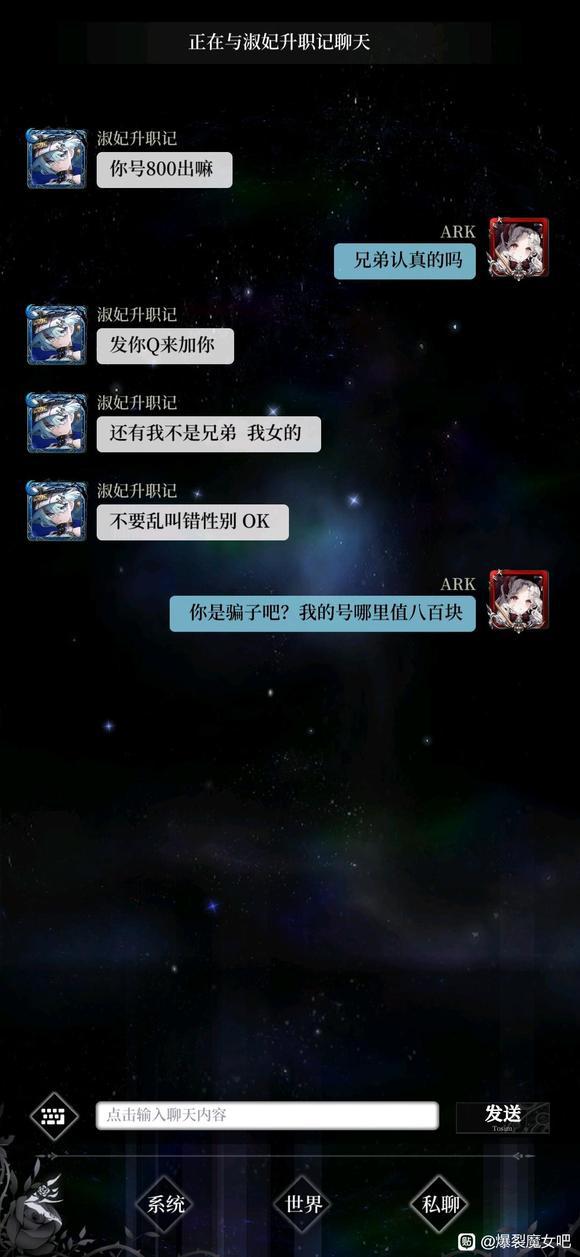 正在与淑妃升职记聊天
淑妃升职记
你号800出嘛
ARK
兄弟认真的吗
淑妃升职记
发你Q来加你
淑妃升职记
还有我不是兄弟 我女的
淑妃升职记
不要乱叫错性别 OK
ARK
你是骗子吧？我的号哪里值八百块
点击输入聊天内容
发送
系统
世界
私聊
贴 @爆裂魔女吧